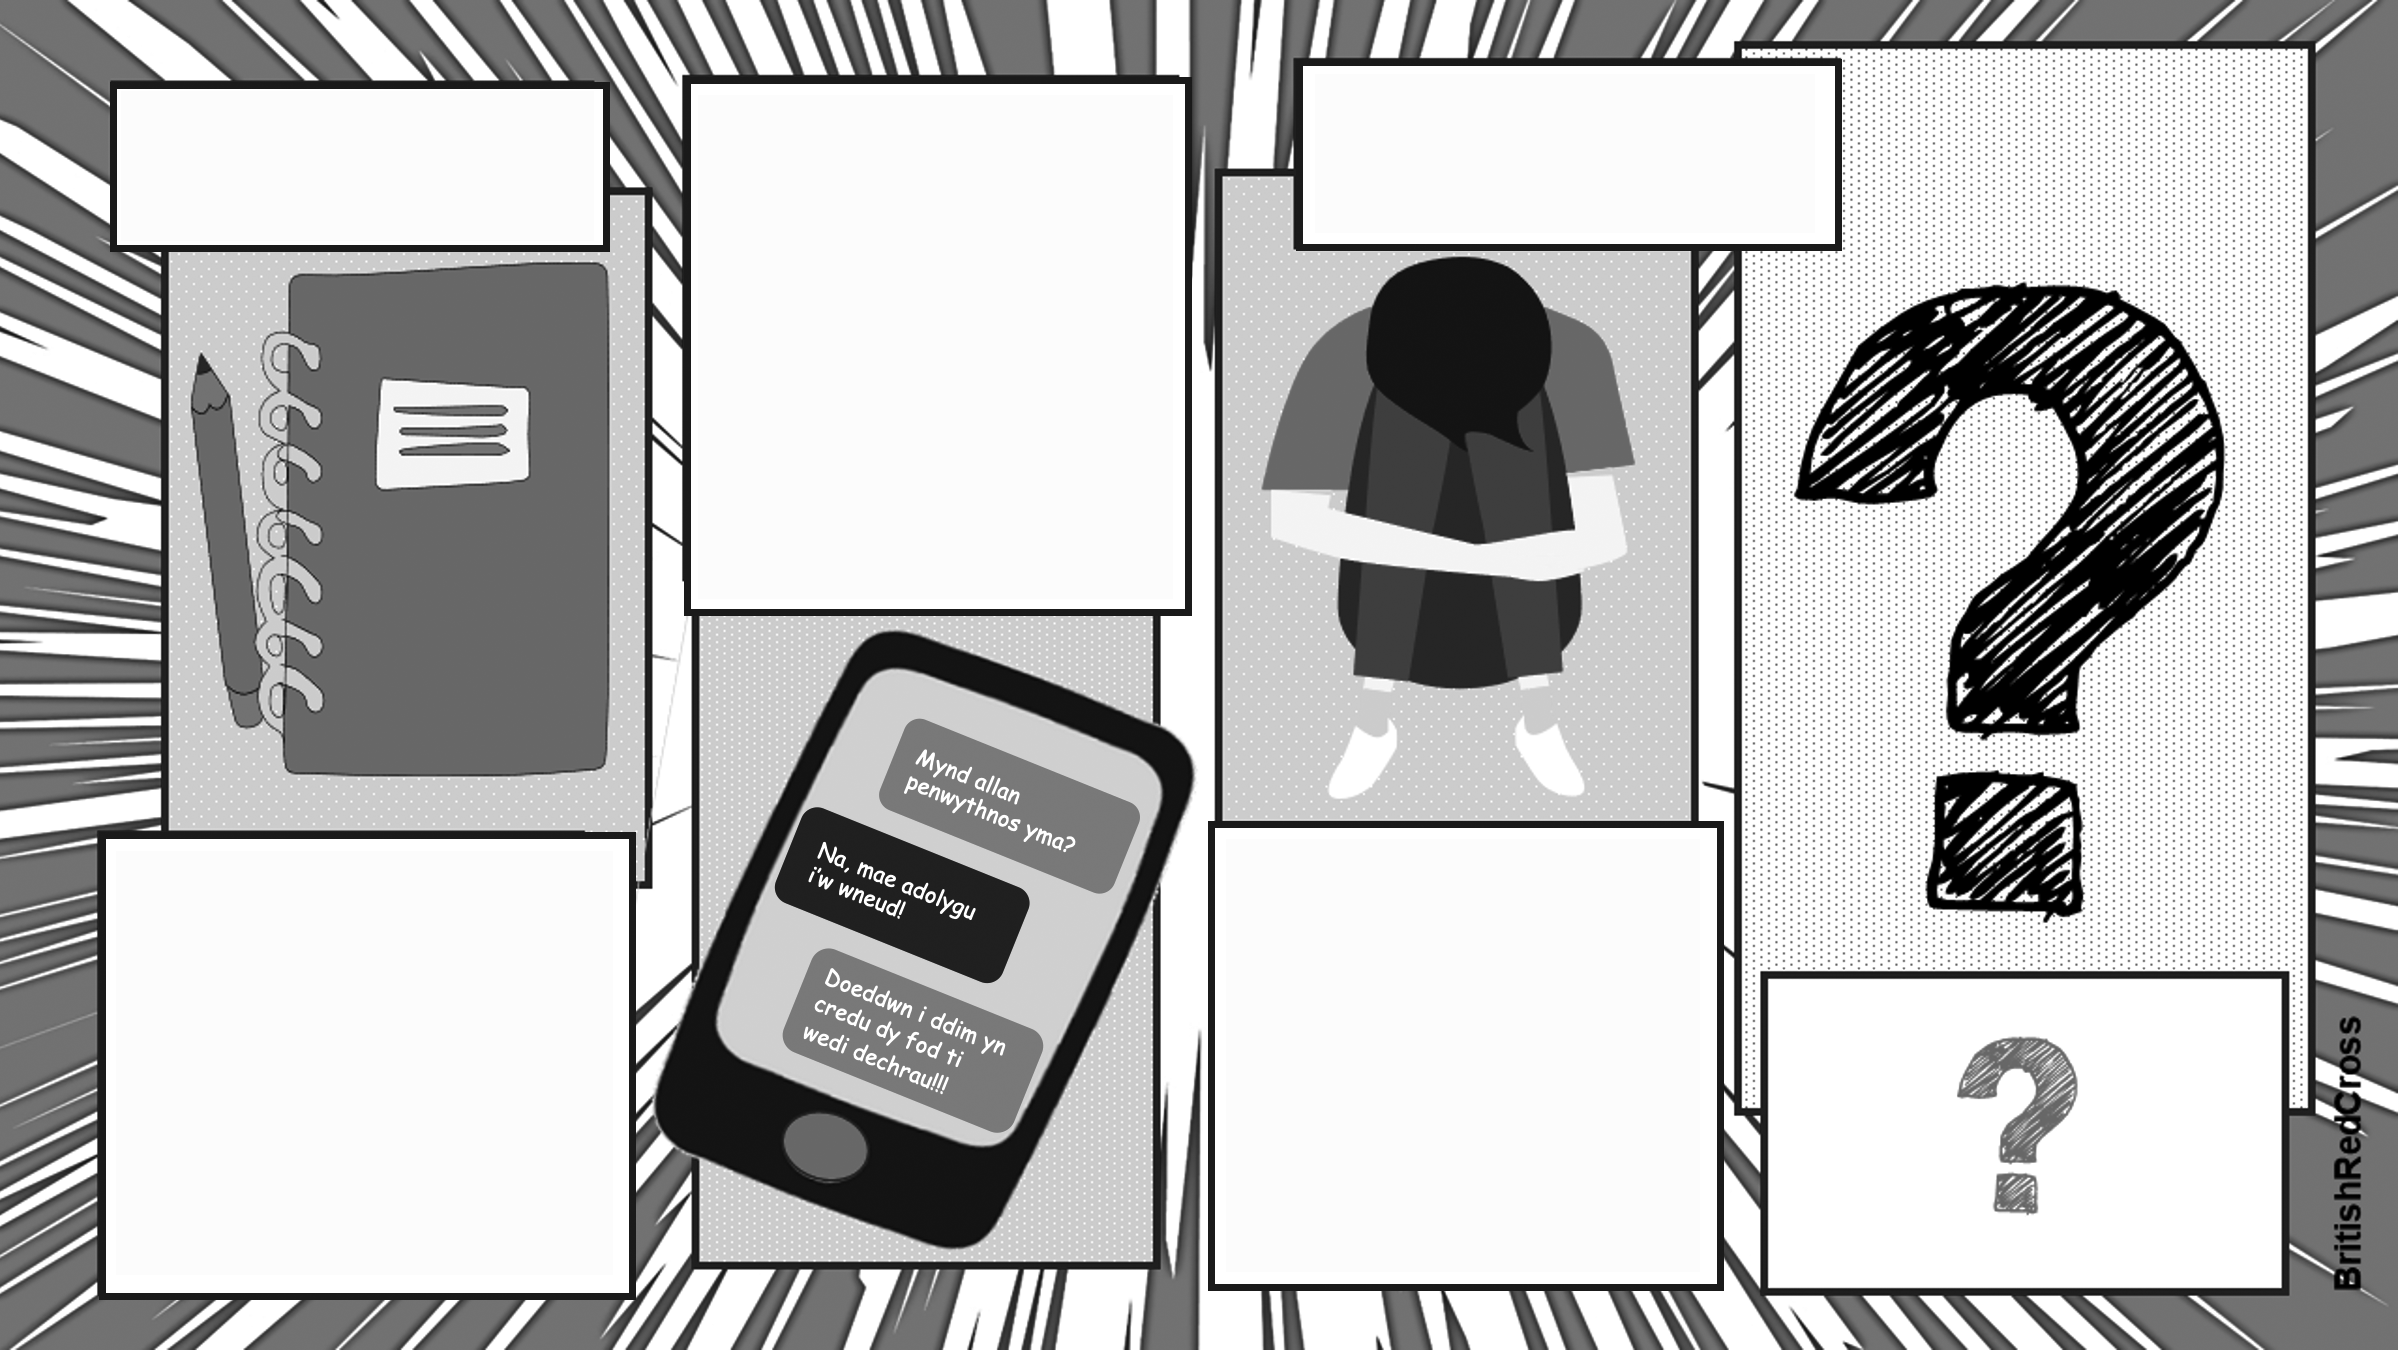 Mynd allan
penwythnos yma?
Na, mae adolygu
i'w wneud!
Doeddwn i ddim yn
credu dy fod ti
wedi dechrau!!!
?
?
BritishRedCross